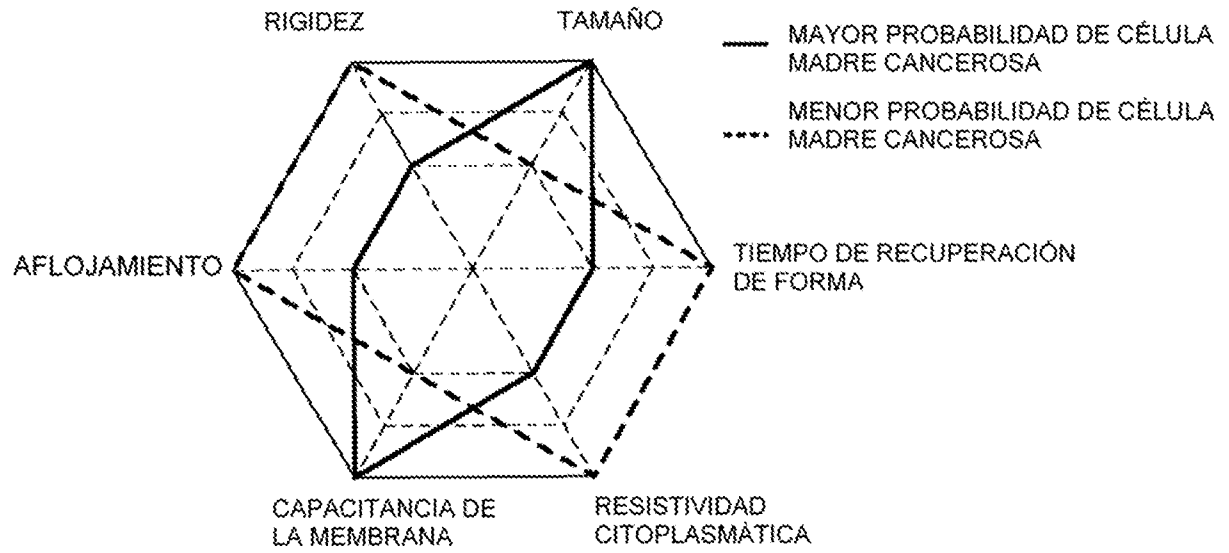 RIGIDEZ
TAMAÑO
MAYOR PROBABILIDAD DE CÉLULA
MADRE CANCEROSA
MENOR PROBABILIDAD DE CÉLULA
MADRE CANCEROSA
AFLOJAMIENTO
TIEMPO DE RECUPERACIÓN
DE FORMA
CAPACITANCIA DE
LA MEMBRANA
RESISTIVIDAD
CITOPLASMÁTICA